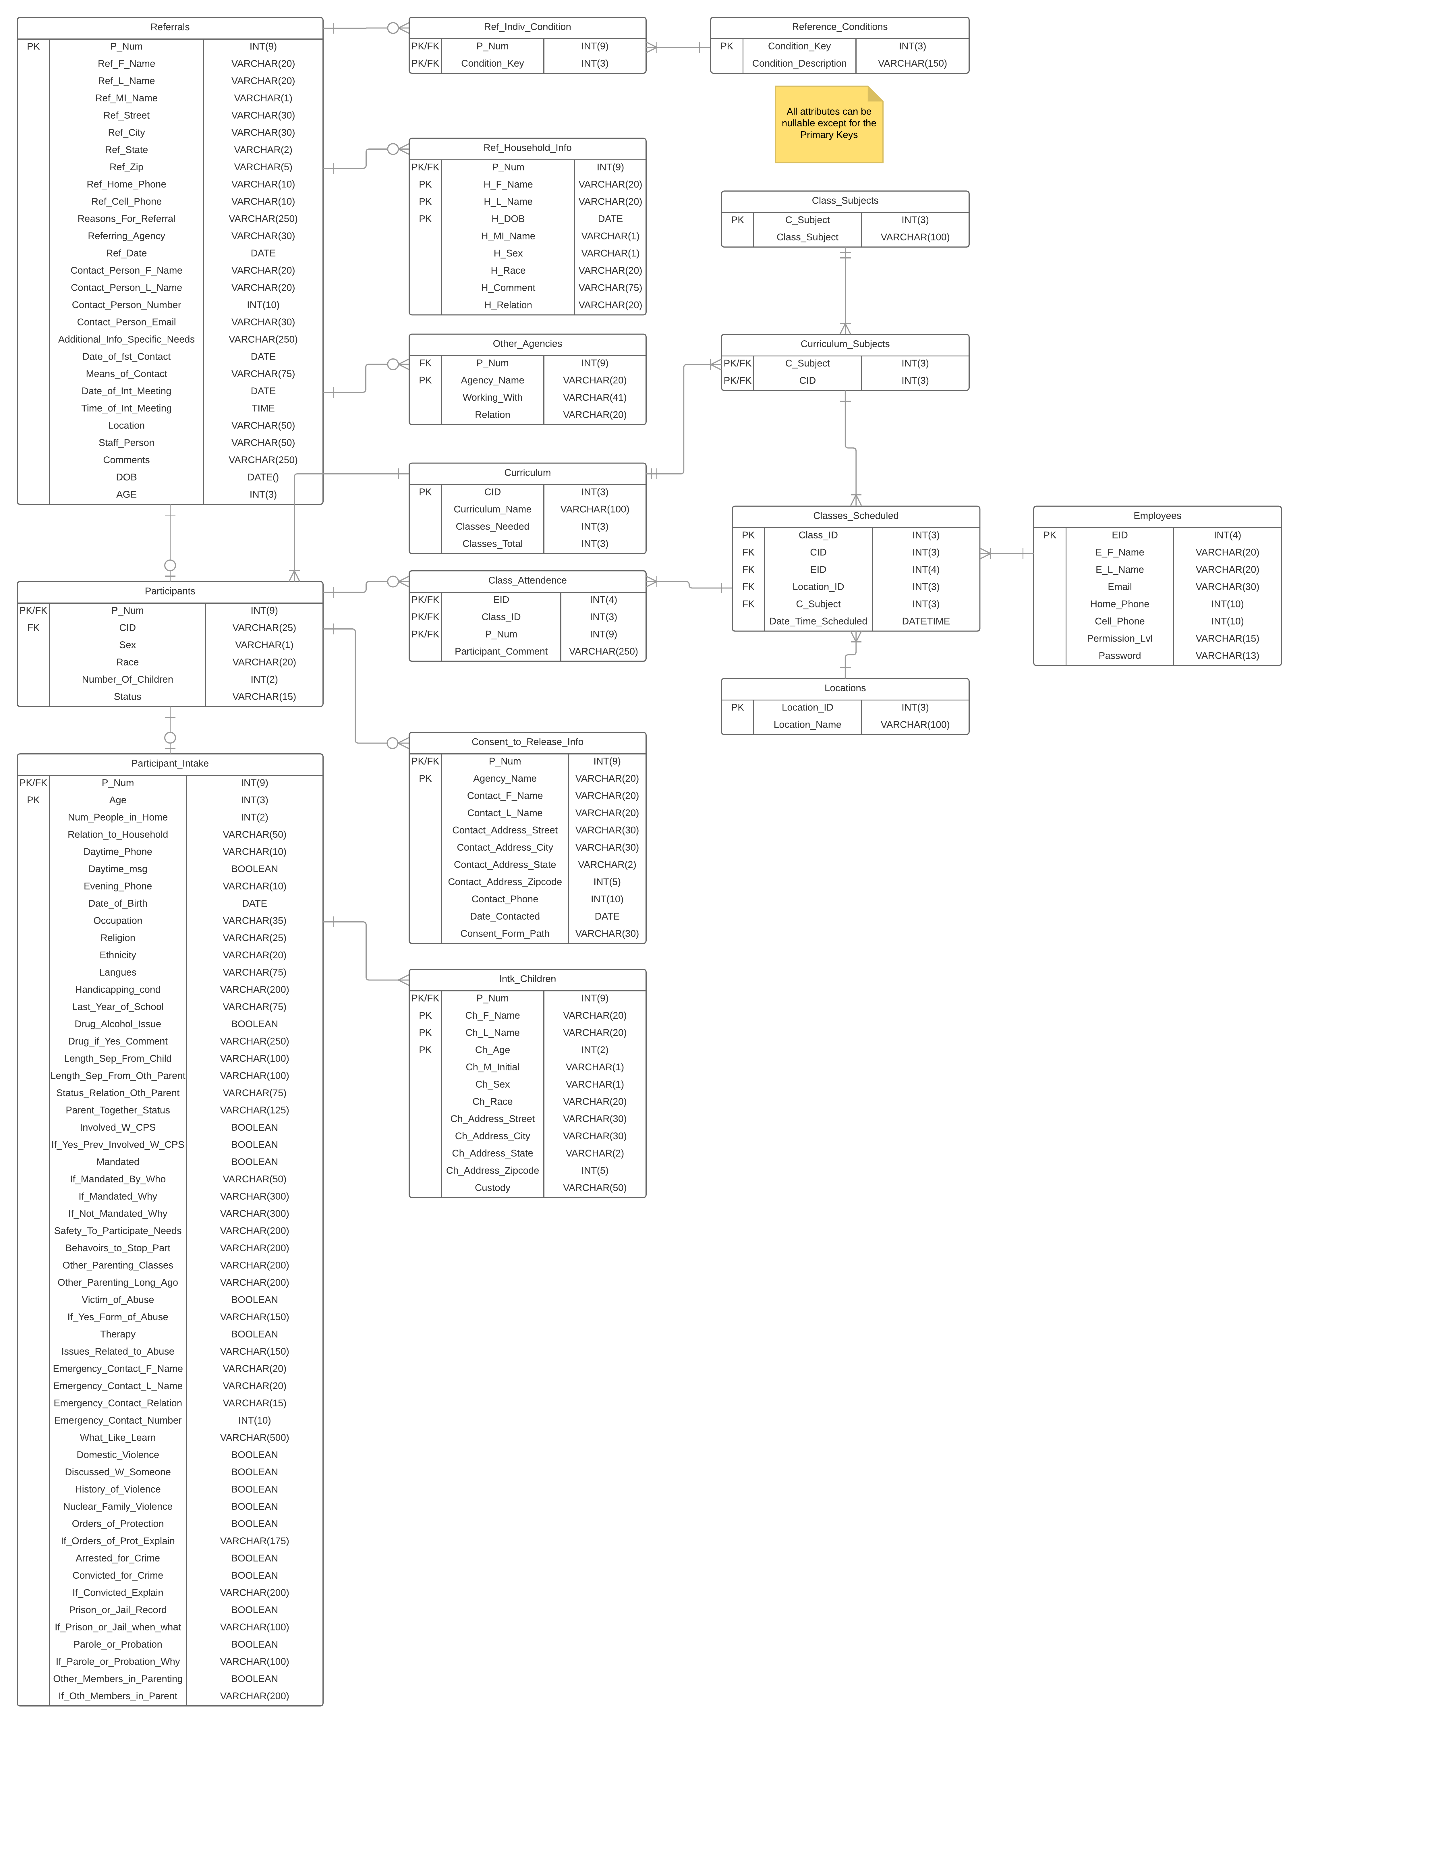 Referrals
PK P_Num INT(9)
Ref_F_Name VARCHAR(20)
Ref_L_Name VARCHAR(20)
Ref_MI_Name VARCHAR(1)
Ref_Street VARCHAR(30)
Ref_City VARCHAR(30)
Ref_State VARCHAR(2)
Ref_Zip VARCHAR(5)
Ref_Home_Phone VARCHAR(10)
Ref_Cell_Phone VARCHAR(10)
Reasons_For_Referral VARCHAR(250)
Referring_Agency VARCHAR(30)
Ref_Date DATE
Contact_Person_F_Name VARCHAR(20)
Contact_Person_L_Name VARCHAR(20)
Contact_Person_Number INT(10)
Contact_Person_Email VARCHAR(30)
Additional_Info_Specific_Needs VARCHAR(250)
Date_of_fst_Contact DATE
Means_of_Contact VARCHAR(75)
Date_of_Int_Meeting DATE
Time_of_Int_Meeting TIME
Location VARCHAR(50)
Staff_Person VARCHAR(50)
Comments VARCHAR(250)
DOB DATE()
AGE INT(3)
Participants
PK/FK P_Num INT(9)
FK CID VARCHAR(25)
Sex VARCHAR(1)
Race VARCHAR(20)
Number_Of_Children INT(2)
Status VARCHAR(15)
Participant_Intake
PK/FK P_Num INT(9)
PK Age INT(3)
Num_People_in_Home INT(2)
Relation_to_Household VARCHAR(50)
Daytime_Phone VARCHAR(10)
Daytime_msg BOOLEAN
Evening_Phone VARCHAR(10)
Date_of_Birth DATE
Occupation VARCHAR(35)
Religion VARCHAR(25)
Ethnicity VARCHAR(20)
Langues VARCHAR(75)
Handicapping_cond VARCHAR(200)
Last_Year_of_School VARCHAR(75)
Drug_Alcohol_Issue BOOLEAN
Drug_if_Yes_Comment VARCHAR(250)
Length_Sep_From_Child VARCHAR(100)
Length_Sep_From_Oth_Parent VARCHAR(100)
Status_Relation_Oth_Parent VARCHAR(75)
Parent_Together_Status VARCHAR(125)
Involved_W_CPS BOOLEAN
If_Yes_Prev_Involved_W_CPS BOOLEAN
Mandated BOOLEAN
If_Mandated_By_Who VARCHAR(50)
If_Mandated_Why VARCHAR(300)
If_Not_Mandated_Why VARCHAR(300)
Safety_To_Participate_Needs VARCHAR(200)
Behavoirs_to_Stop_Part VARCHAR(200)
Other_Parenting_Classes VARCHAR(200)
Other_Parenting_Long_Ago VARCHAR(200)
Victim_of_Abuse BOOLEAN
If_Yes_Form_of_Abuse VARCHAR(150)
Therapy BOOLEAN
Issues_Related_to_Abuse VARCHAR(150)
Emergency_Contact_F_Name VARCHAR(20)
Emergency_Contact_L_Name VARCHAR(20)
Emergency_Contact_Relation VARCHAR(15)
Emergency_Contact_Number INT(10)
What_Like_Learn VARCHAR(500)
Domestic_Violence BOOLEAN
Discussed_W_Someone BOOLEAN
History_of_Violence BOOLEAN
Nuclear_Family_Violence BOOLEAN
Orders_of_Protection BOOLEAN
If_Orders_of_Prot_Explain VARCHAR(175)
Arrested_for_Crime BOOLEAN
Convicted_for_Crime BOOLEAN
If_Convicted_Explain VARCHAR(200)
Prison_or_Jail_Record BOOLEAN
If_Prison_or_Jail_when_what VARCHAR(100)
Parole_or_Probation BOOLEAN
If_Parole_or_Probation_Why VARCHAR(100)
Other_Members_in_Parenting BOOLEAN
If_Oth_Members_in_Parent VARCHAR(200)
Ref_Indiv_Condition
PK/FK P_Num INT(9)
PK/FK Condition_Key INT(3)
Ref_Household_Info
PK/FK P_Num INT(9)
PK H_F_Name VARCHAR(20)
PK H_L_Name VARCHAR(20)
PK H_DOB DATE
H_MI_Name VARCHAR(1)
H_Sex VARCHAR(1)
H_Race VARCHAR(20)
H_Comment VARCHAR(75)
H_Relation VARCHAR(20)
Other_Agencies
FK P_Num INT(9)
PK Agency_Name VARCHAR(20)
Working_With VARCHAR(41)
Relation VARCHAR(20)
Curriculum
PK CID INT(3)
Curriculum_Name VARCHAR(100)
Classes_Needed INT(3)
Classes_Total INT(3)
Class_Attendence
PK/FK EID INT(4)
PK/FK Class_ID INT(3)
PK/FK P_Num INT(9)
Participant_Comment VARCHAR(250)
Consent_to_Release_Info
PK/FK P_Num INT(9)
PK Agency_Name VARCHAR(20)
Contact_F_Name VARCHAR(20)
Contact_L_Name VARCHAR(20)
Contact_Address_Street VARCHAR(30)
Contact_Address_City VARCHAR(30)
Contact_Address_State VARCHAR(2)
Contact_Address_Zipcode INT(5)
Contact_Phone INT(10)
Date_Contacted DATE
Consent_Form_Path VARCHAR(30)
Intk_Children
PK/FK P_Num INT(9)
PK Ch_F_Name VARCHAR(20)
PK Ch_L_Name VARCHAR(20)
PK Ch_Age INT(2)
Ch_M_Initial VARCHAR(1)
Ch_Sex VARCHAR(1)
Ch_Race VARCHAR(20)
Ch_Address_Street VARCHAR(30)
Ch_Address_City VARCHAR(30)
Ch_Address_State VARCHAR(2)
Ch_Address_Zipcode INT(5)
Custody VARCHAR(50)
Reference_Conditions
PK Condition_Key INT(3)
Condition_Description VARCHAR(150)
All attributes can be
nullable except for the
Primary Keys
Class_Subjects
PK C_Subject INT(3)
Class_Subject VARCHAR(100)
Curriculum_Subjects
PK/FK C_Subject INT(3)
PK/FK CID INT(3)
Classes_Scheduled
PK Class_ID INT(3)
FK CID INT(3)
FK EID INT(4)
FK Location_ID INT(3)
FK C_Subject INT(3)
Date_Time_Scheduled DATETIME
Locations
PK Location_ID INT(3)
Location_Name VARCHAR(100)
Employees
PK EID INT(4)
E_F_Name VARCHAR(20)
E_L_Name VARCHAR(20)
Email VARCHAR(30)
Home_Phone INT(10)
Cell_Phone INT(10)
Permission_Lvl VARCHAR(15)
Password VARCHAR(13)